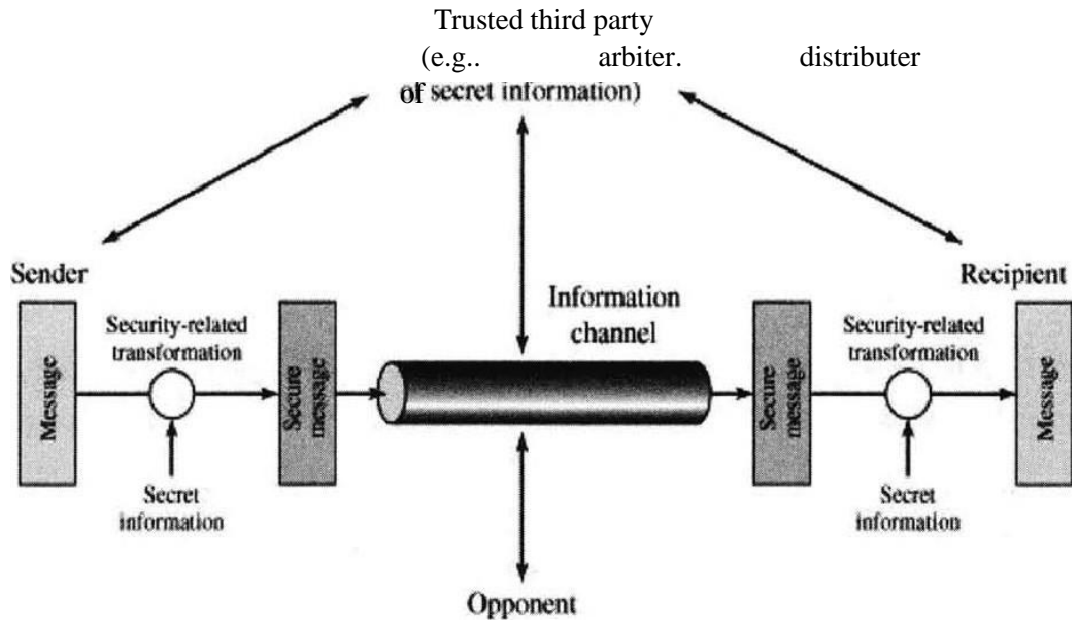 Trusted third party
(e.g.. arbiter. distributer
of secret information)
Sender
Recipient
Information
channel
Security-related
transformation
Security-related
transformation
Message
Secure
message
Secure
message
Message
Secret
information
Secret
information
Opponent